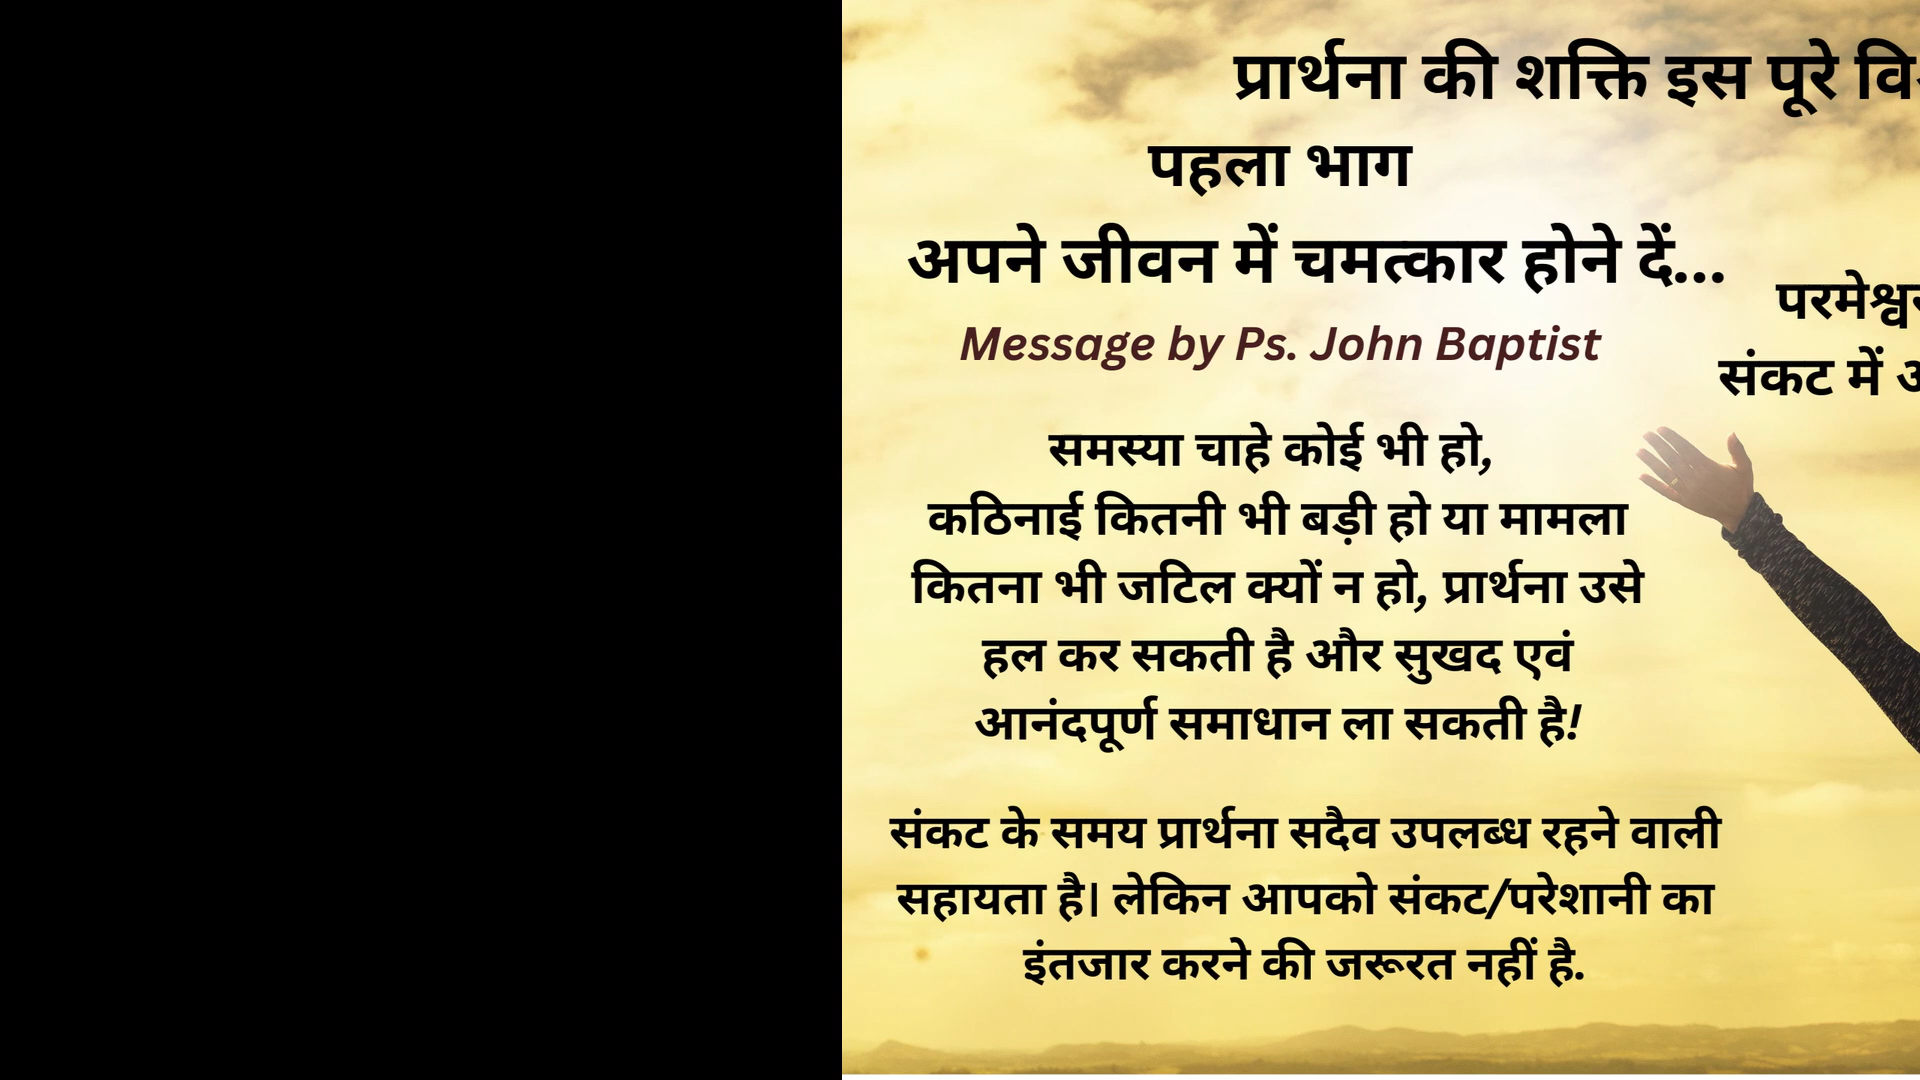 प्रार्थना की शक्ति इस पूरे
पहला भाग
अपने जीवन में चमत्कार होने दें...
Message by Ps. John Baptist
समस्या चाहे कोई भी हो,
कठिनाई कितनी भी बड़ी हो या मामला
कितना भी जटिल क्यों न हो, प्रार्थना उसे
हल कर सकती है और सुखद एवं
आनंदपूर्ण समाधान ला सकती है!
संकट के समय प्रार्थना सदैव उपलब्ध रहने वाली
सहायता है। लेकिन आपको संकट/परेशानी का
इंतजार करने की जरूरत नहीं है.
संकट में